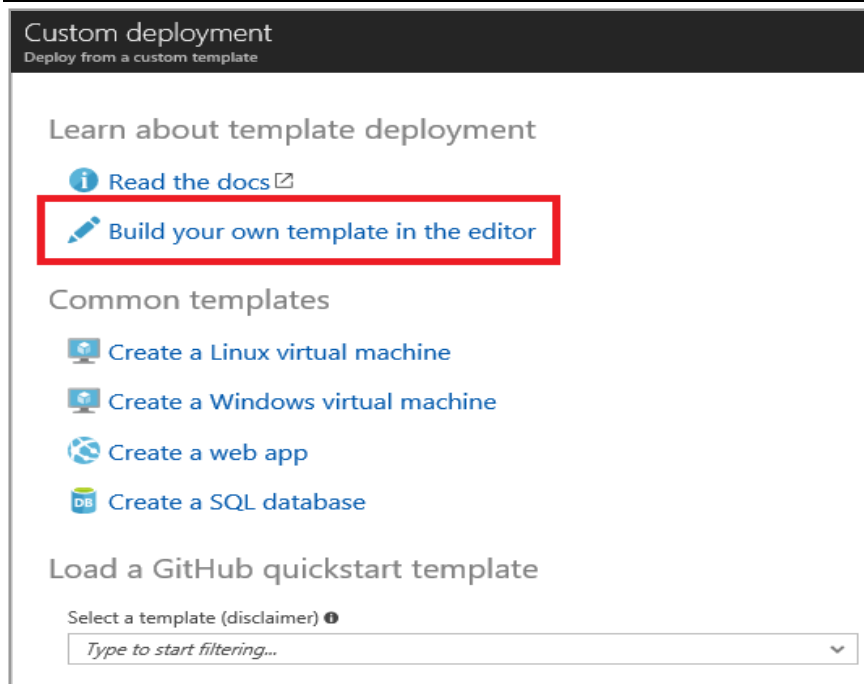 Custom deployment
Deploy from a custom template
Learn about template deployment
Read the docs
Build your own template in the editor
Common templates
Create a Linux virtual machine
Create a Windows virtual machine
Create a web app
DB Create a SQL database
Load a GitHub quickstart template
Select a template (disclaimer)
Type to start filtering...